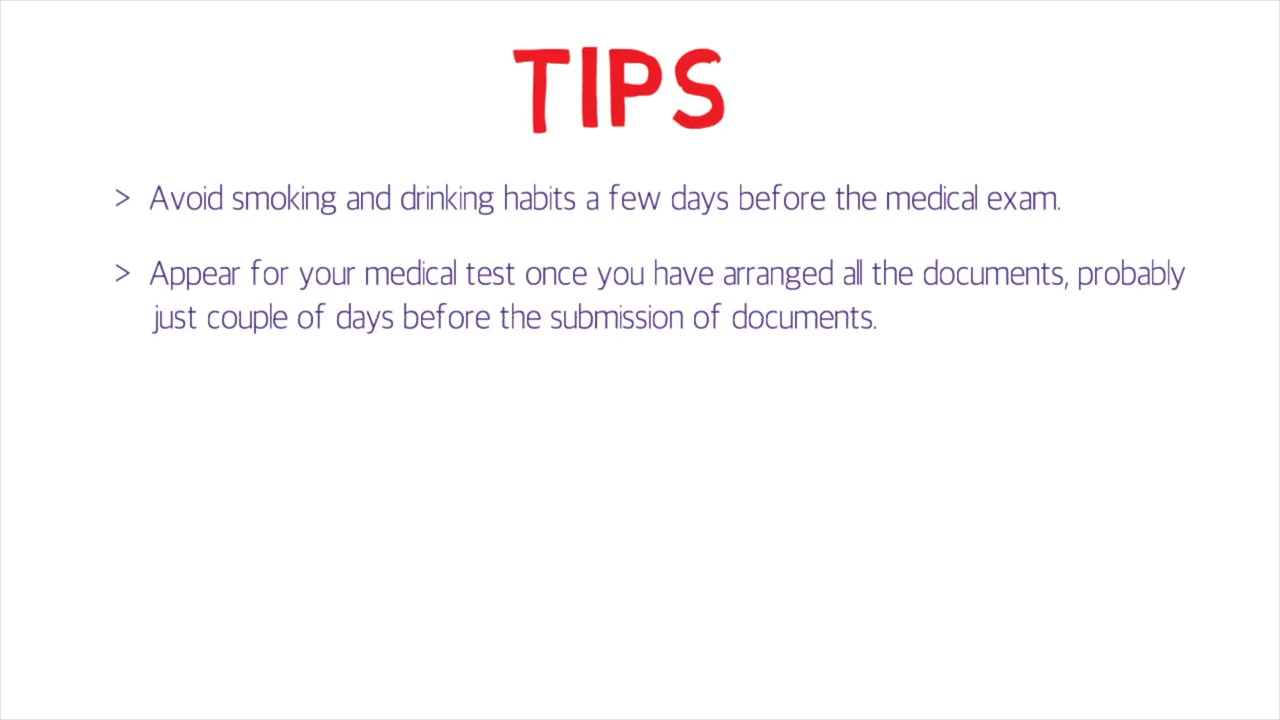 TIPS
> Avoid smoking and drinking habits a few days before the medical exam.
> Appear for your medical test once you have arranged all the documents, probably
just couple of days before the submission of documents.